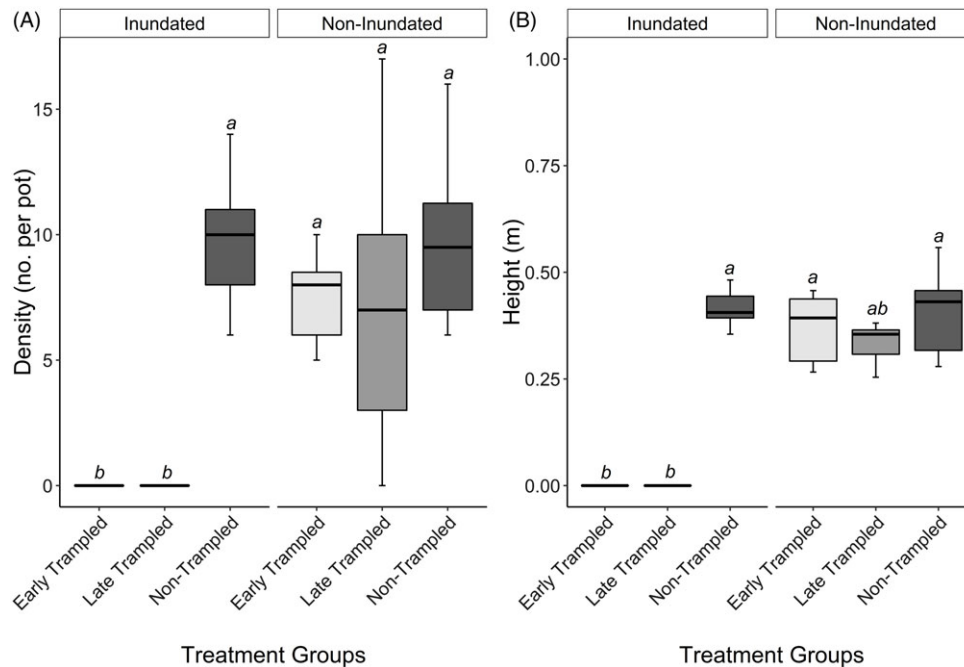 (A)
Inundated
Non-Inundated
Density (no. per pot)
15
10
5
0
b
b
a
a
a
a
Early Trampled
Late Trampled
Non-Trampled
Early Trampled
Late Trampled
Non-Trampled
Treatment Groups
(B)
Inundated
Non-Inundated
Height (m)
1.00
0.75
0.50
0.25
0.00
b
b
a
a
ab
a
Early Trampled
Late Trampled
Non-Trampled
Early Trampled
Late Trampled
Non-Trampled
Treatment Groups